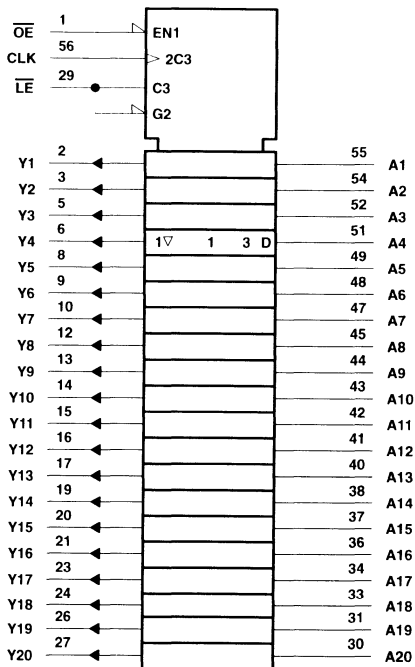 1
OE EN1
56
CLK 2C3
29
LE C3
G2
2 55
Y1 A1
3 54
Y2 A2
5 52
Y3 A3
6 51
Y4 1▽ 1 3 D A4
8 49
Y5 A5
9 48
Y6 A6
10 47
Y7 A7
12 45
Y8 A8
13 44
Y9 A9
14 43
Y10 A10
15 42
Y11 A11
16 41
Y12 A12
17 40
Y13 A13
19 38
Y14 A14
20 37
Y15 A15
21 36
Y16 A16
23 34
Y17 A17
24 33
Y18 A18
26 31
Y19 A19
27 30
Y20 A20